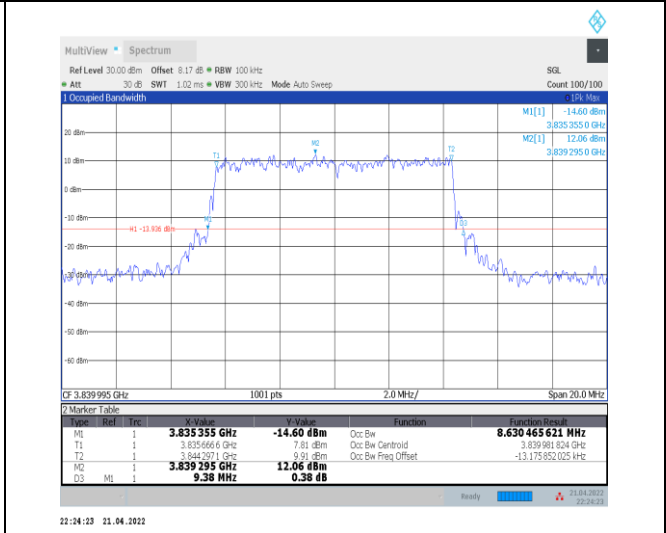 MultiView Spectrum
Ref Level 30.00 dBm Offset 8.17 dB RBW 100 kHz SGL
Att 30 dB SWT 1.02 ms VBW 300 kHz Mode Auto Sweep Count 100/100
1 Occupied Bandwidth 1Pk Max
M1[1] -14.60 dBm
3.835 355 0 GHz
M2[1] 12.06 dBm
3.839 295 0 GHz
20 dBm
M2
T1 T2
10 dBm
0 dBm
-10 dBm
M1 D3
H1 -13.936 dBm
-20 dBm
-30 dBm
-40 dBm
-50 dBm
-60 dBm
CF 3.839 995 GHz 1001 pts 2.0 MHz/ Span 20.0 MHz
2 Marker Table
Type Ref Trc X-Value Y-Value Function Function Result
M1 1 3.835 355 GHz -14.60 dBm Occ Bw 8.630 465 621 MHz
T1 1 3.835 666 6 GHz 7.81 dBm Occ Bw Centroid 3.839 981 824 GHz
T2 1 3.844 297 1 GHz 9.91 dBm Occ Bw Freq Offset -13.175 852 025 kHz
M2 1 3.839 295 GHz 12.06 dBm
D3 M1 1 9.38 MHz 0.38 dB
Ready 21.04.2022
22:24:23
22:24:23 21.04.2022